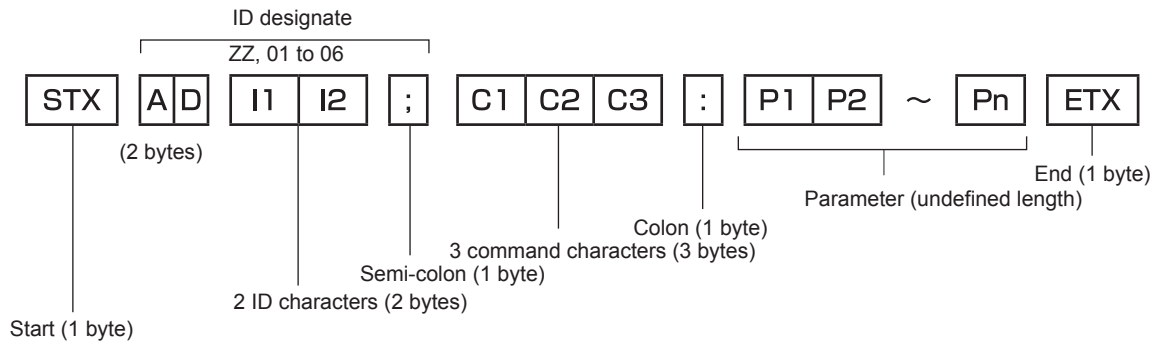 ID designate
ZZ, 01 to 06
STX A D I1 I2 ; C1 C2 C3 : P1 P2 ～ Pn ETX
(2 bytes)
End (1 byte)
Parameter (undefined length)
Colon (1 byte)
3 command characters (3 bytes)
Semi-colon (1 byte)
2 ID characters (2 bytes)
Start (1 byte)